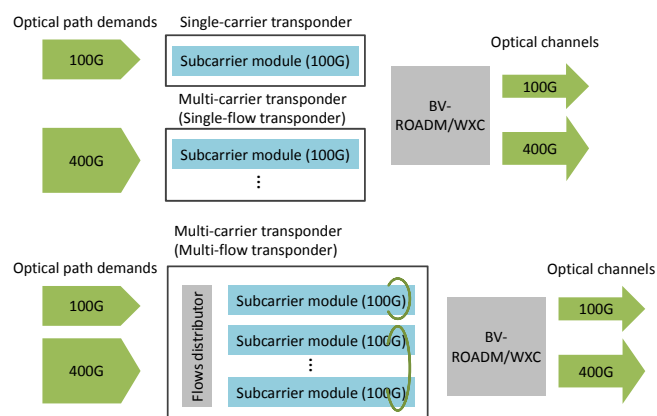 Optical path demands
Single-carrier transponder
100G
Subcarrier module (100G)
Multi-carrier transponder
(Single-flow transponder)
400G
Subcarrier module (100G)
⋮
BV-
ROADM/WXC
Optical channels
100G
400G
Multi-carrier transponder
(Multi-flow transponder)
Optical path demands
100G
400G
Flows distributor
Subcarrier module (100G)
Subcarrier module (100G)
⋮
Subcarrier module (100G)
BV-
ROADM/WXC
Optical channels
100G
400G